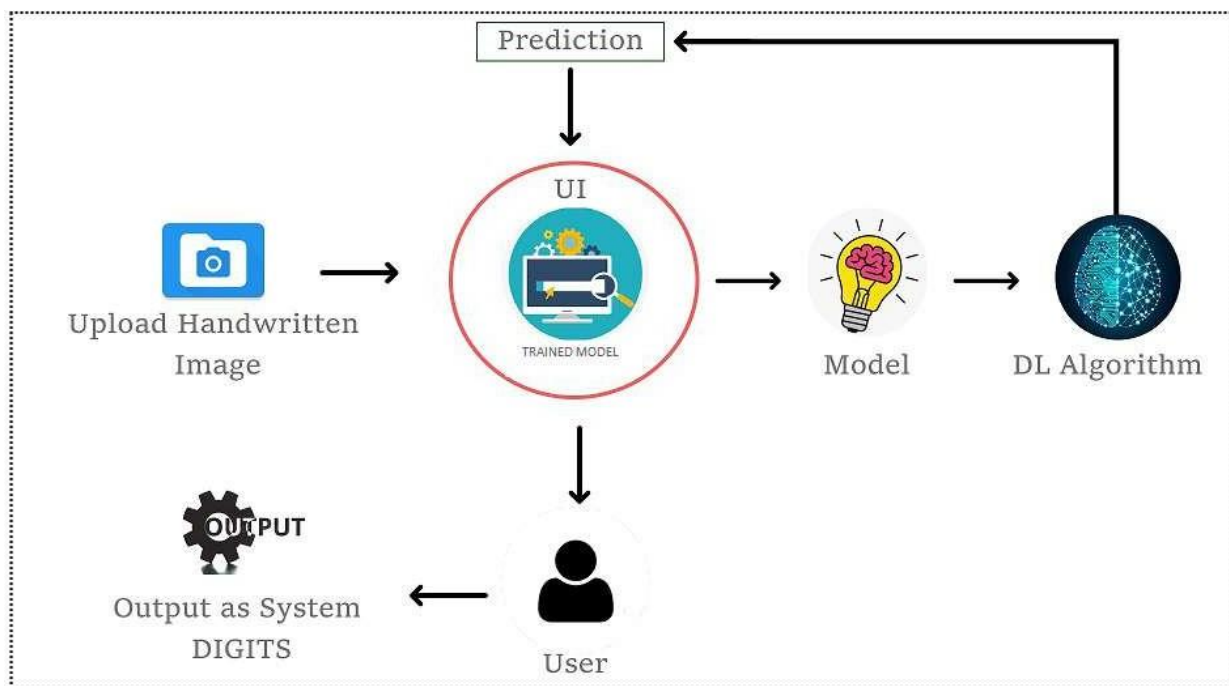 Prediction
UI
TRAINED MODEL
Upload Handwritten
Image
Model
DL Algorithm
OUTPUT
Output as System
DIGITS
User